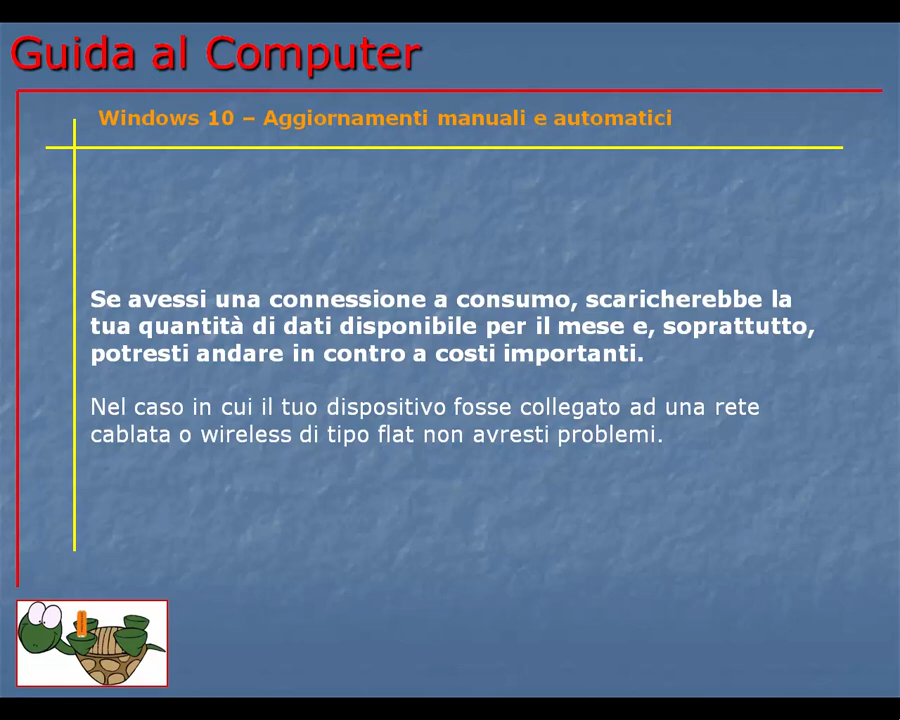 Guida al Computer
Windows 10 – Aggiornamenti manuali e automatici
Se avessi una connessione a consumo, scaricherebbe la
tua quantità di dati disponibile per il mese e, soprattutto,
potresti andare in contro a costi importanti.
Nel caso in cui il tuo dispositivo fosse collegato ad una rete
cablata o wireless di tipo flat non avresti problemi.